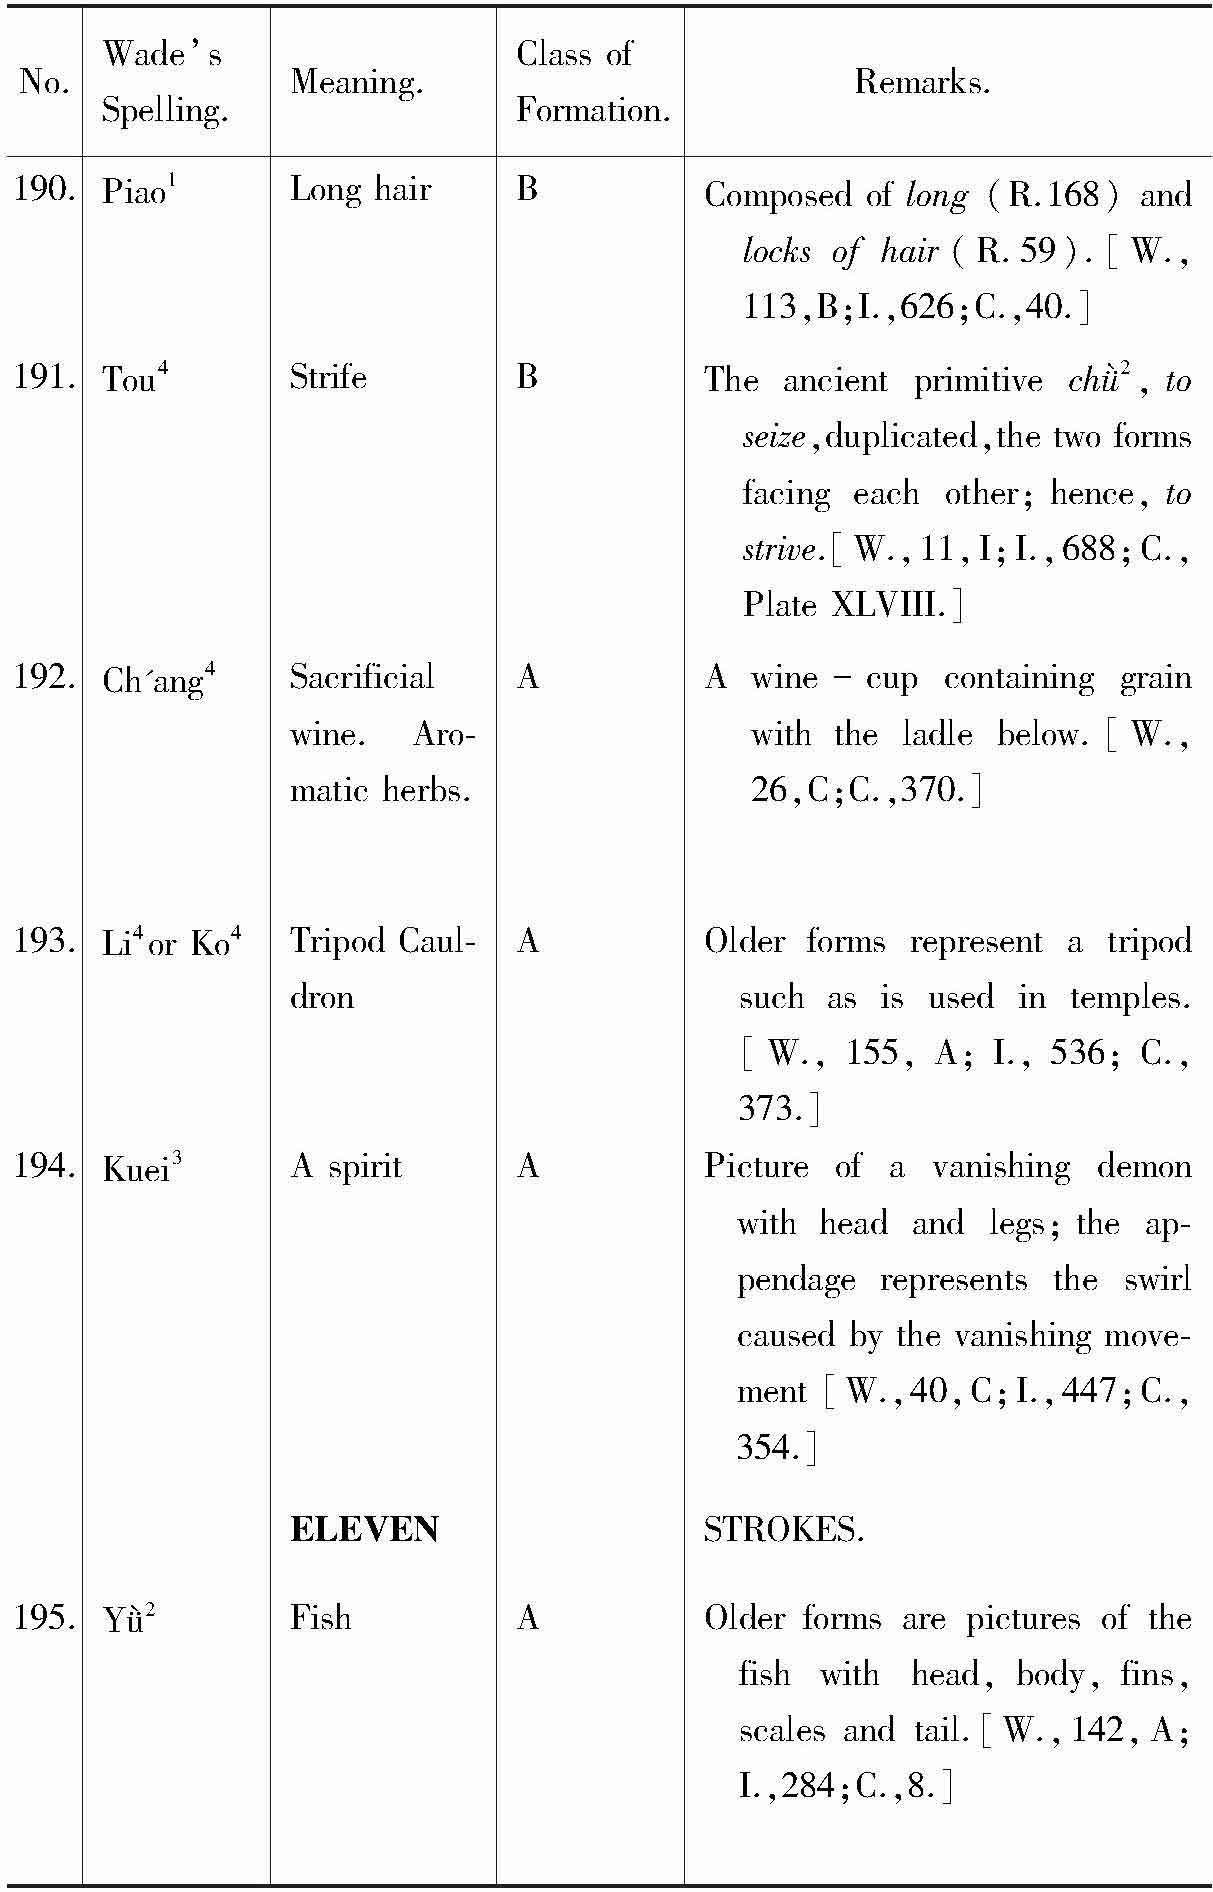 No. Wade's Spelling. Meaning. Class of Formation. Remarks.
190. Piao¹ Long hair B Composed of long (R.168) and
locks of hair (R. 59). [ W.,
113,B;I.,626;C.,40.]
191. Tou⁴ Strife B The ancient primitive chǜ², to
seize,duplicated,the two forms
facing each other; hence, to
strive.[ W., 11, I;I.,688;C.,
Plate XLVIII.]
192. Ch´ang⁴ Sacrificial A A wine – cup containing grain
wine. Aro- with the ladle below. [ W.,
matic herbs. 26,C;C.,370.]
193. Li⁴or Ko⁴ Tripod Caul- A Older forms represent a tripod
dron such as is used in temples.
[ W., 155, A; I., 536; C.,
373.]
194. Kuei³ A spirit A Picture of a vanishing demon
with head and legs; the ap-
pendage represents the swirl
caused by the vanishing move-
ment [ W.,40,C;I.,447;C.,
354.]
ELEVEN STROKES.
195. Yǜ² Fish A Older forms are pictures of the
fish with head, body, fins,
scales and tail.[ W., 142, A;
I.,284;C.,8.]